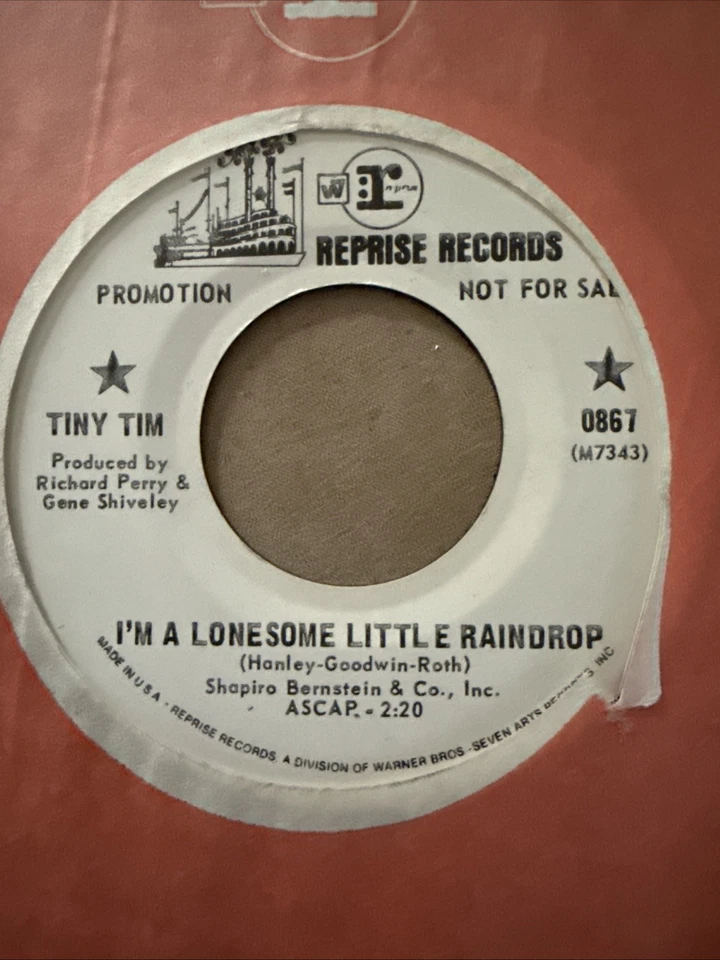 W
r
reprise
REPRISE RECORDS
PROMOTION
NOT FOR SAL
TINY TIM
0867
Produced by
(M7343)
Richard Perry &
Gene Shiveley
I'M A LONESOME LITTLE RAINDROP
(Hanley-Goodwin-Roth)
Shapiro Bernstein & Co., Inc.
ASCAP. - 2:20
MADE IN U.S.A. - REPRISE RECORDS, A DIVISION OF WARNER BROS.-SEVEN ARTS INC